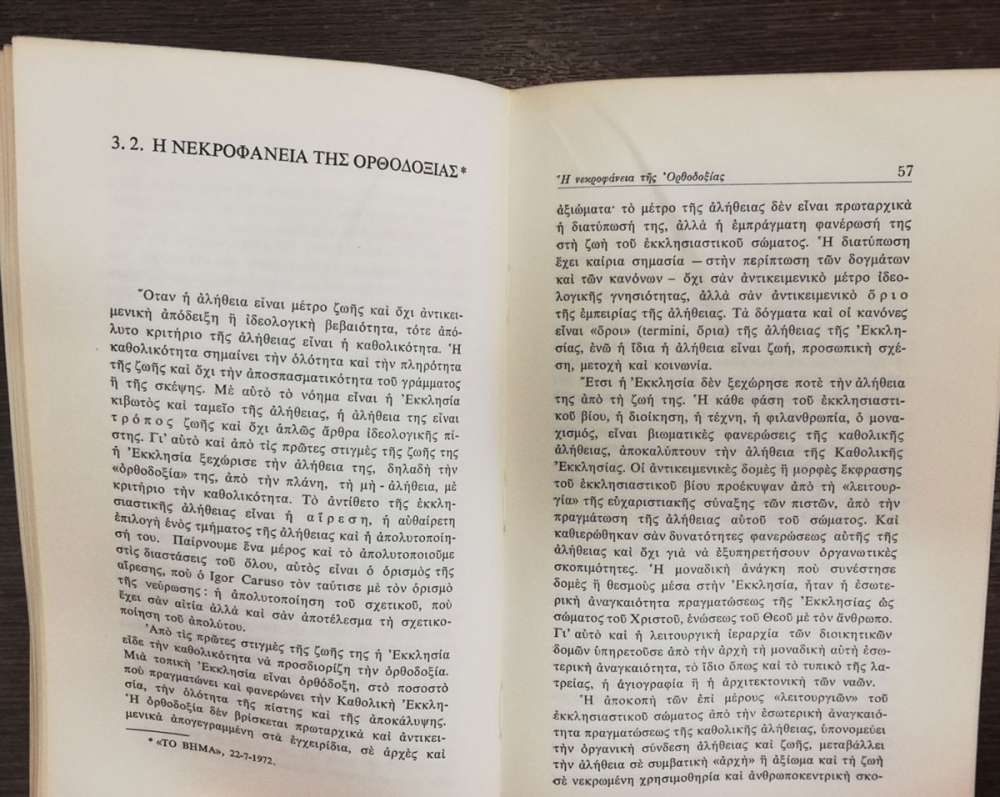 3.2. Η ΝΕΚΡΟΦΑΝΕΙΑ ΤΗΣ ΟΡΘΟΔΟΞΙΑΣ*
Ὅταν ἡ ἀλήθεια εἶναι μέτρο ζωῆς καὶ ὄχι ἀντικει-
μενικὴ ἀπόδειξη ἢ ἰδεολογικὴ βεβαιότητα, τότε ἀπό-
λυτο κριτήριο τῆς ἀλήθειας εἶναι ἡ καθολικότητα. Ἡ
καθολικότητα σημαίνει τὴν ὁλότητα καὶ τὴν πληρότητα
τῆς ζωῆς καὶ ὄχι τὴν ἀποσπασματικότητα τοῦ γράμματος
ἢ τῆς σκέψης. Μὲ αὐτὸ τὸ νόημα εἶναι ἡ Ἐκκλησία
κιβωτὸς καὶ ταμεῖο τῆς ἀλήθειας, ἡ ἀλήθεια της εἶναι
τρόπος ζωῆς καὶ ὄχι ἁπλῶς ἄρθρα ἰδεολογικῆς πί-
στης. Γι' αὐτὸ καὶ ἀπὸ τὶς πρῶτες στιγμὲς τῆς ζωῆς της
ἡ Ἐκκλησία ξεχώρισε τὴν ἀλήθεια της, δηλαδὴ τὴν
«ὀρθοδοξία» της, ἀπὸ τὴν πλάνη, τὴ μὴ - ἀλήθεια, μὲ
κριτήριο τὴν καθολικότητα. Τὸ ἀντίθετο τῆς ἐκκλη-
σιαστικῆς ἀλήθειας εἶναι ἡ αἵρεση, ἡ αὐθαίρετη
ἐπιλογὴ ἑνὸς τμήματος τῆς ἀλήθειας καὶ ἡ ἀπολυτοποίη-
σή του. Παίρνουμε ἕνα μέρος καὶ τὸ ἀπολυτοποιοῦμε
στὶς διαστάσεις τοῦ ὅλου, αὐτὸς εἶναι ὁ ὁρισμὸς τῆς
αἵρεσης, ποὺ ὁ Igor Caruso τὸν ταύτισε μὲ τὸν ὁρισμὸ
τῆς νεύρωσης: ἡ ἀπολυτοποίηση τοῦ σχετικοῦ, ποὺ
ἔχει σὰν αἰτία ἀλλὰ καὶ σὰν ἀποτέλεσμα τὴ σχετικο-
ποίηση τοῦ ἀπολύτου.
Ἀπὸ τὶς πρῶτες στιγμὲς τῆς ζωῆς της ἡ Ἐκκλησία
εἶδε τὴν καθολικότητα νὰ προσδιορίζη τὴν ὀρθοδοξία.
Μιὰ τοπικὴ Ἐκκλησία εἶναι ὀρθόδοξη, στὸ ποσοστὸ
ποὺ πραγματώνει καὶ φανερώνει τὴν Καθολικὴ Ἐκκλη-
σία, τὴν ὁλότητα τῆς πίστης καὶ τῆς ἀποκάλυψης.
Ἡ ὀρθοδοξία δὲν βρίσκεται πρωταρχικὰ καὶ ἀντικει-
μενικὰ ἀπογεγραμμένη στὰ ἐγχειρίδια, σὲ ἀρχὲς καὶ
* «ΤΟ ΒΗΜΑ», 22-7-1972.
Ἡ νεκροφάνεια τῆς Ὀρθοδοξίας 57
ἀξιώματα· τὸ μέτρο τῆς ἀλήθειας δὲν εἶναι πρωταρχικὰ
ἡ διατύπωσή της, ἀλλὰ ἡ ἐμπράγματη φανέρωσή της
στὴ ζωὴ τοῦ ἐκκλησιαστικοῦ σώματος. Ἡ διατύπωση
ἔχει καίρια σημασία — στὴν περίπτωση τῶν δογμάτων
καὶ τῶν κανόνων – ὄχι σὰν ἀντικειμενικὸ μέτρο ἰδεο-
λογικῆς γνησιότητας, ἀλλὰ σὰν ἀντικειμενικὸ ὅριο
τῆς ἐμπειρίας τῆς ἀλήθειας. Τὰ δόγματα καὶ οἱ κανόνες
εἶναι «ὅροι» (termini, ὅρια) τῆς ἀλήθειας τῆς Ἐκκλη-
σίας, ἐνῶ ἡ ἴδια ἡ ἀλήθεια εἶναι ζωή, προσωπικὴ σχέ-
ση, μετοχὴ καὶ κοινωνία.
Ἔτσι ἡ Ἐκκλησία δὲν ξεχώρησε ποτὲ τὴν ἀλήθεια
της ἀπὸ τὴ ζωή της. Ἡ κάθε φάση τοῦ ἐκκλησιαστι-
κοῦ βίου, ἡ διοίκηση, ἡ τέχνη, ἡ φιλανθρωπία, ὁ μονα-
χισμός, εἶναι βιωματικὲς φανερώσεις τῆς καθολικῆς
ἀλήθειας, ἀποκαλύπτουν τὴν ἀλήθεια τῆς Καθολικῆς
Ἐκκλησίας. Οἱ ἀντικειμενικὲς δομὲς ἢ μορφὲς ἔκφρασης
τοῦ ἐκκλησιαστικοῦ βίου προέκυψαν ἀπὸ τὴ «λειτουρ-
γία» τῆς εὐχαριστιακῆς σύναξης τῶν πιστῶν, ἀπὸ τὴν
πραγμάτωση τῆς ἀλήθειας αὐτοῦ τοῦ σώματος. Καὶ
καθιερώθηκαν σὰν δυνατότητες φανερώσεως αὐτῆς τῆς
ἀλήθειας καὶ ὄχι γιὰ νὰ ἐξυπηρετήσουν ὀργανωτικὲς
σκοπιμότητες. Ἡ μοναδικὴ ἀνάγκη ποὺ συνέστησε
δομὲς ἢ θεσμοὺς μέσα στὴν Ἐκκλησία, ἦταν ἡ ἐσωτε-
ρικὴ ἀναγκαιότητα πραγματώσεως τῆς Ἐκκλησίας ὡς
σώματος τοῦ Χριστοῦ, ἑνώσεως τοῦ Θεοῦ μὲ τὸν ἄνθρωπο.
Γι' αὐτὸ καὶ ἡ λειτουργικὴ ἱεραρχία τῶν διοικητικῶν
δομῶν ὑπηρετοῦσε ἀπὸ τὴν ἀρχὴ τὴ μοναδικὴ αὐτὴ ἐσω-
τερικὴ ἀναγκαιότητα, τὸ ἴδιο ὅπως καὶ τὸ τυπικὸ τῆς λα-
τρείας, ἡ ἁγιογραφία ἢ ἡ ἀρχιτεκτονικὴ τῶν ναῶν.
Ἡ ἀποκοπὴ τῶν ἐπὶ μέρους «λειτουργιῶν» τοῦ
ἐκκλησιαστικοῦ σώματος ἀπὸ τὴν ἐσωτερικὴ ἀναγκαιό-
τητα πραγματώσεως τῆς καθολικῆς ἀλήθειας, ὑπονομεύει
τὴν ὀργανικὴ σύνδεση ἀλήθειας καὶ ζωῆς, μεταβάλλει
τὴν ἀλήθεια σὲ συμβατικὴ «ἀρχὴ» ἢ ἀξίωμα καὶ τὴ ζωὴ
σὲ νεκρωμένη χρησιμοθηρία καὶ ἀνθρωποκεντρικὴ σκο-